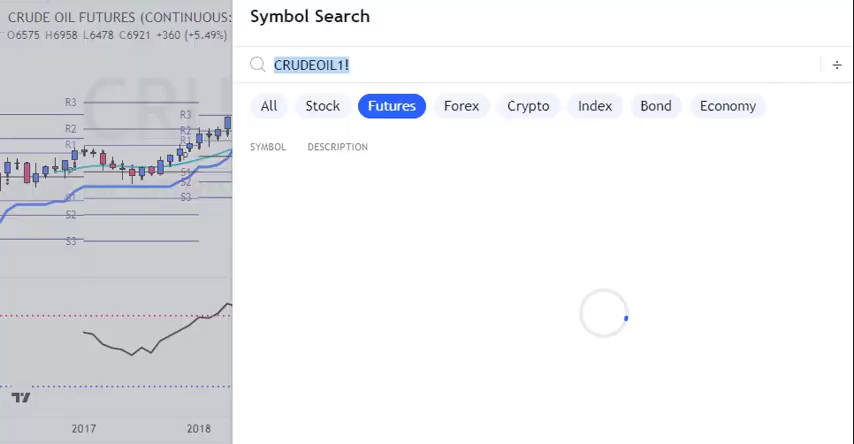 CRUDE OIL FUTURES (CONTINUOUS:
O6575 H6958 L6478 C6921 +360 (+5.49%)
CRU
R3
R3
R2
R2
R1
R1
P
P
S1
S1
S2
S2
S3
S3
2017 2018
Symbol Search
CRUDEOIL1!
÷
All Stock Futures Forex Crypto Index Bond Economy
SYMBOL DESCRIPTION